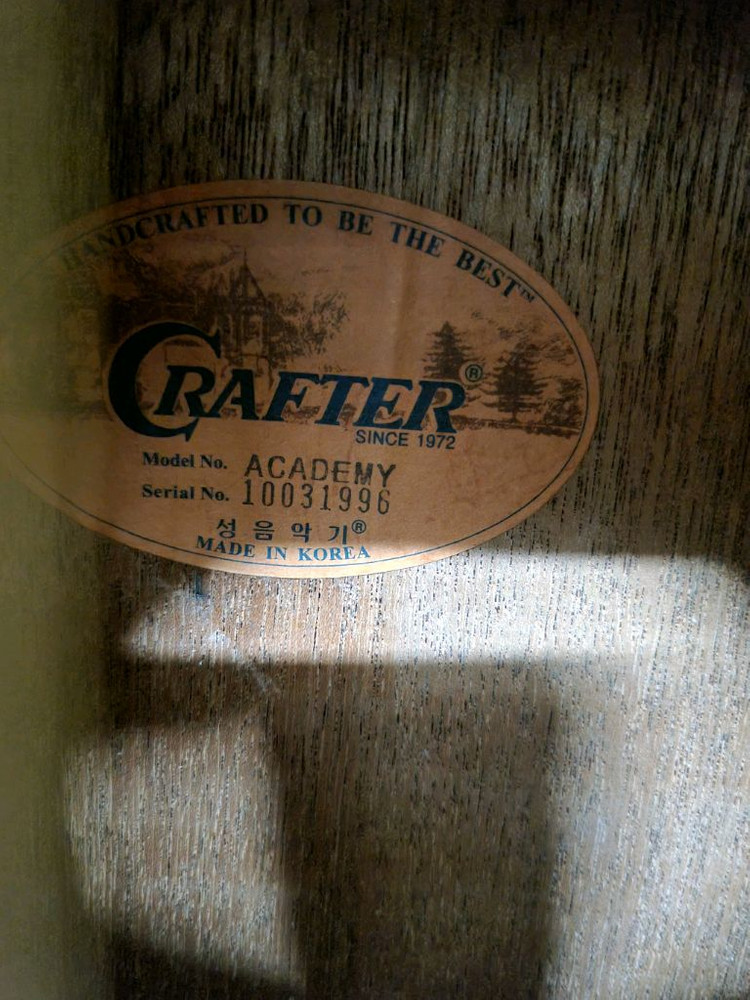 HANDCRAFTED TO BE THE BEST™
CRAFTER®
SINCE 1972
Model No. ACADEMY
Serial No. 10031996
성음악기®
MADE IN KOREA